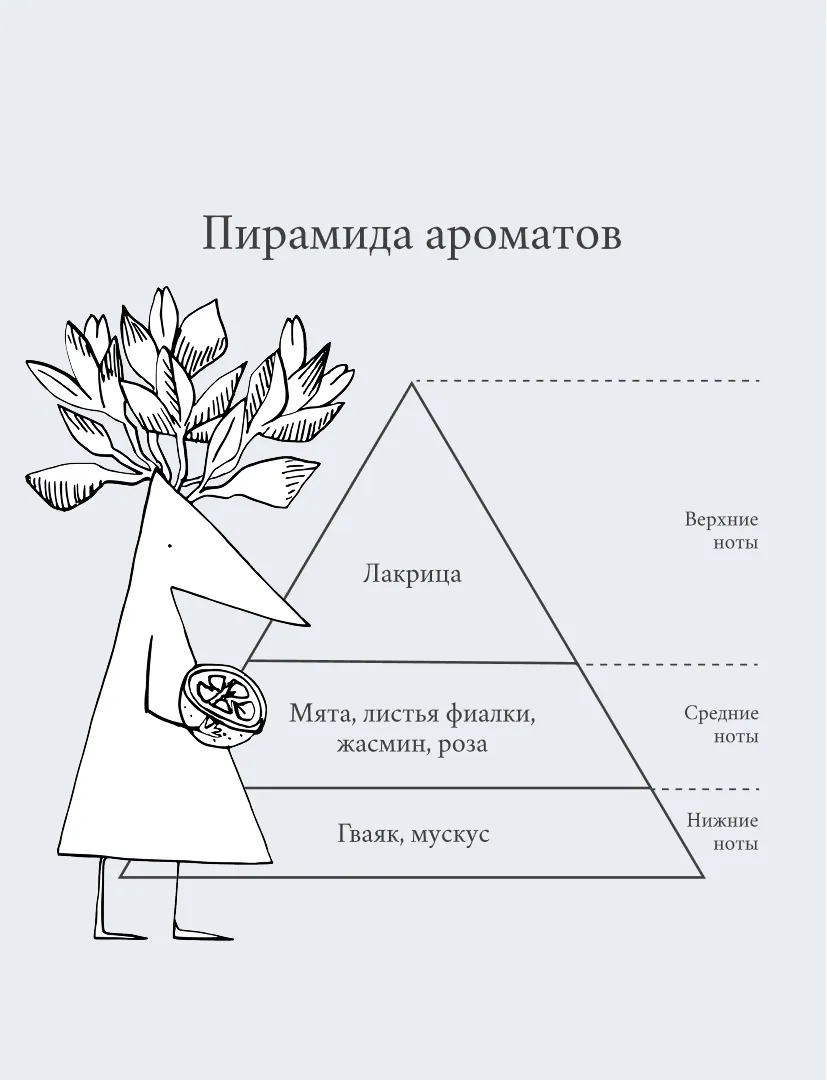 Пирамида ароматов
Верхние
ноты
Лакрица
Мята, листья фиалки,
жасмин, роза
Средние
ноты
Гваяк, мускус
Нижние
ноты